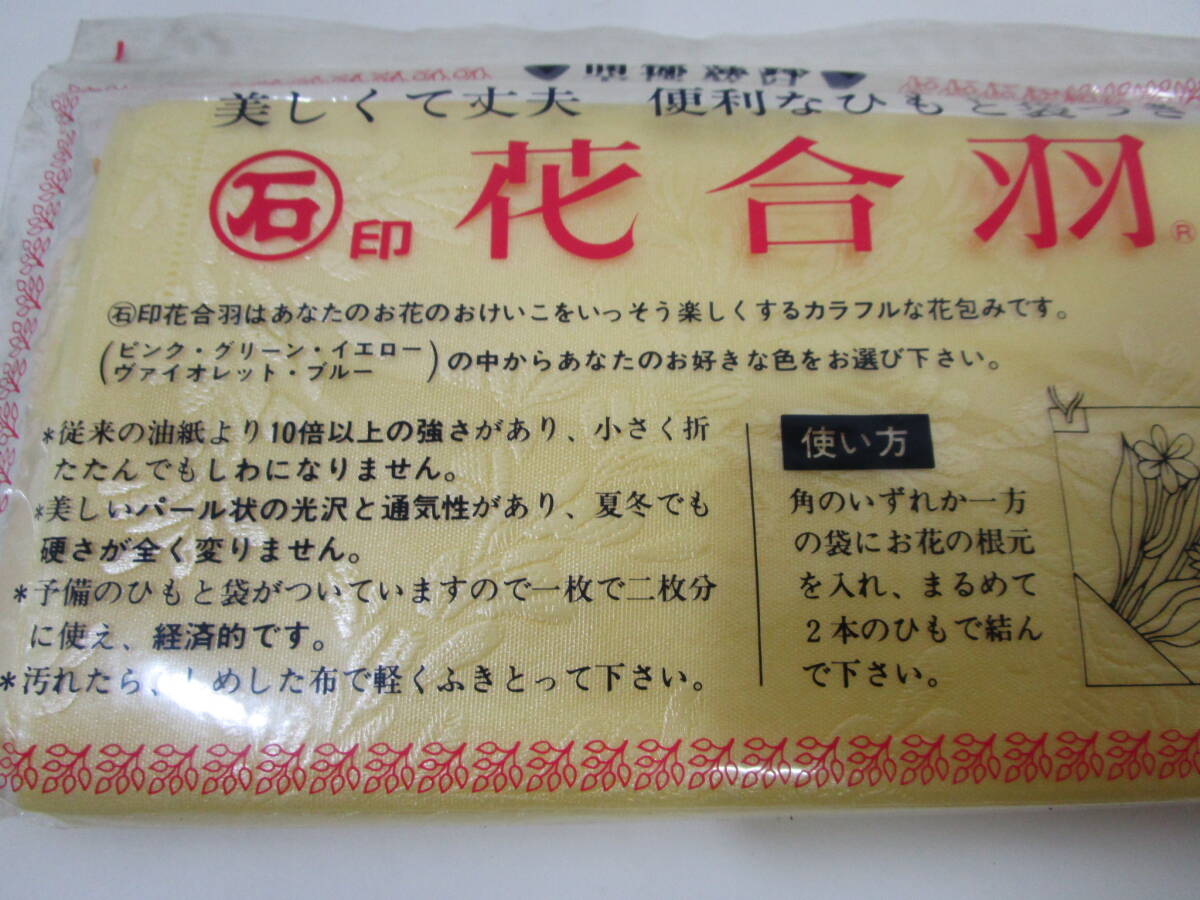 美しくて丈夫 便利なひもと袋つき
㊂石印 花合羽®
石印花合羽はあなたのお花のおけいこをいっそう楽しくするカラフルな花包みです。
(ピンク・グリーン・イエロー
ヴァイオレット・ブルー)の中からあなたのお好きな色をお選び下さい。
*従来の油紙より10倍以上の強さがあり、小さく折
たたんでもしわになりません。
*美しいパール状の光沢と通気性があり、夏冬でも
硬さが全く変りません。
*予備のひもと袋がついていますので一枚で二枚分
に使え、経済的です。
*汚れたら、しめした布で軽くふきとって下さい。
使い方
角のいずれか一方
の袋にお花の根元
を入れ、まるめて
2本のひもで結ん
で下さい。